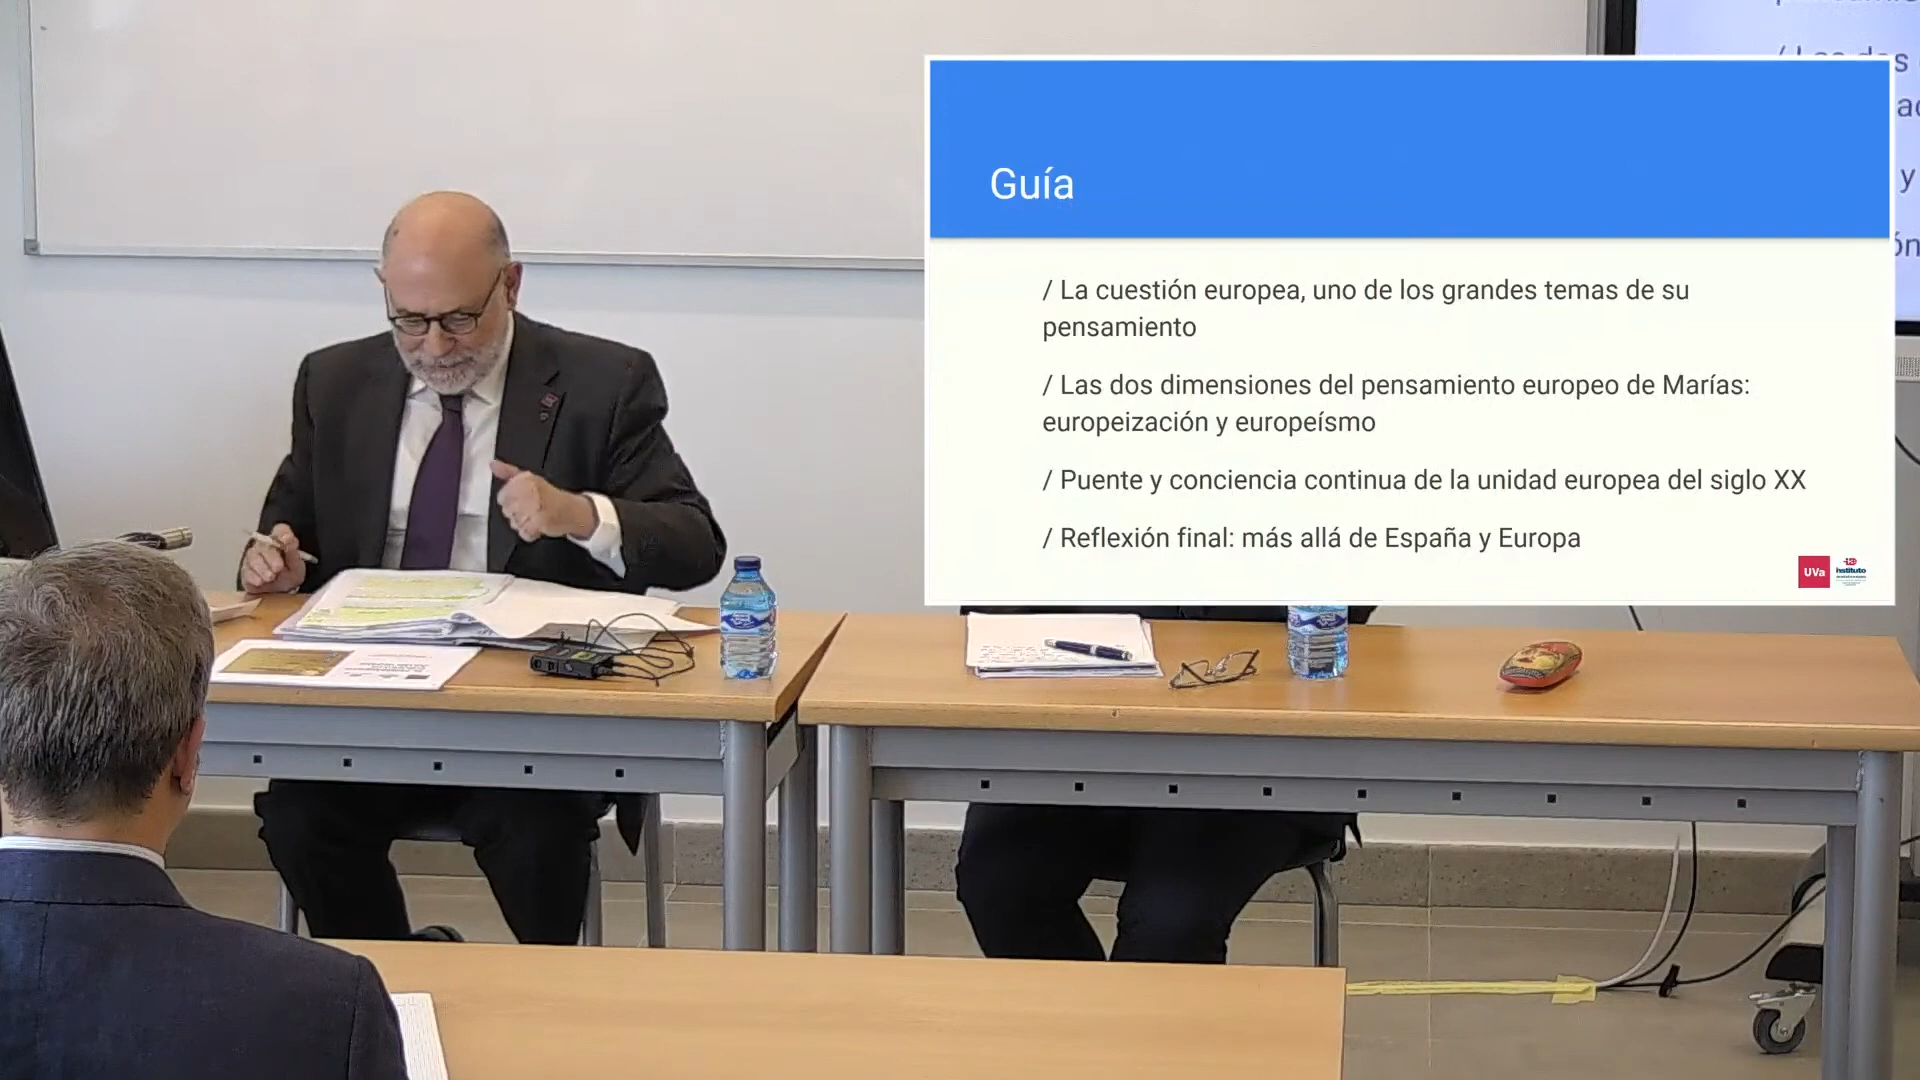 Guía
/ La cuestión europea, uno de los grandes temas de su
pensamiento
/ Las dos dimensiones del pensamiento europeo de Marías:
europeización y europeísmo
/ Puente y conciencia continua de la unidad europea del siglo XX
/ Reflexión final: más allá de España y Europa
UVa